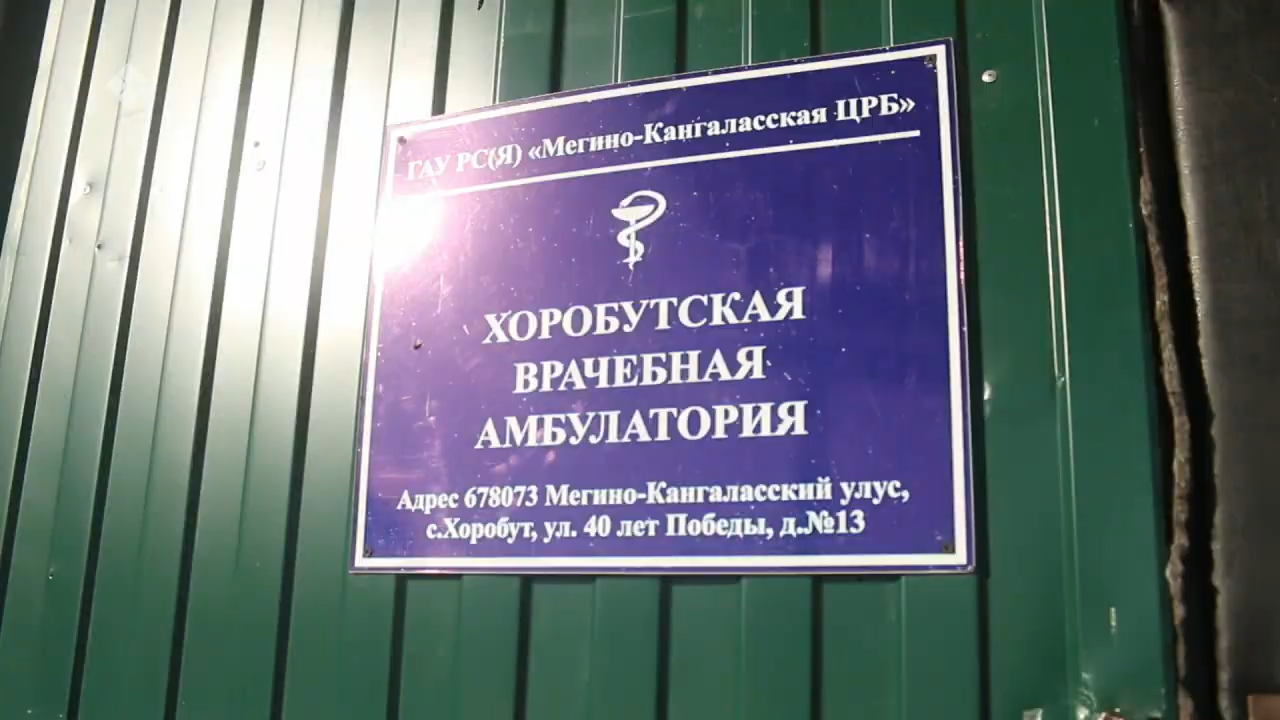 ГАУ РС(Я) «Мегино-Кангаласская ЦРБ»
ХОРОБУТСКАЯ
ВРАЧЕБНАЯ
АМБУЛАТОРИЯ
Адрес 678073 Мегино-Кангаласский улус,
с.Хоробут, ул. 40 лет Победы, д.№13